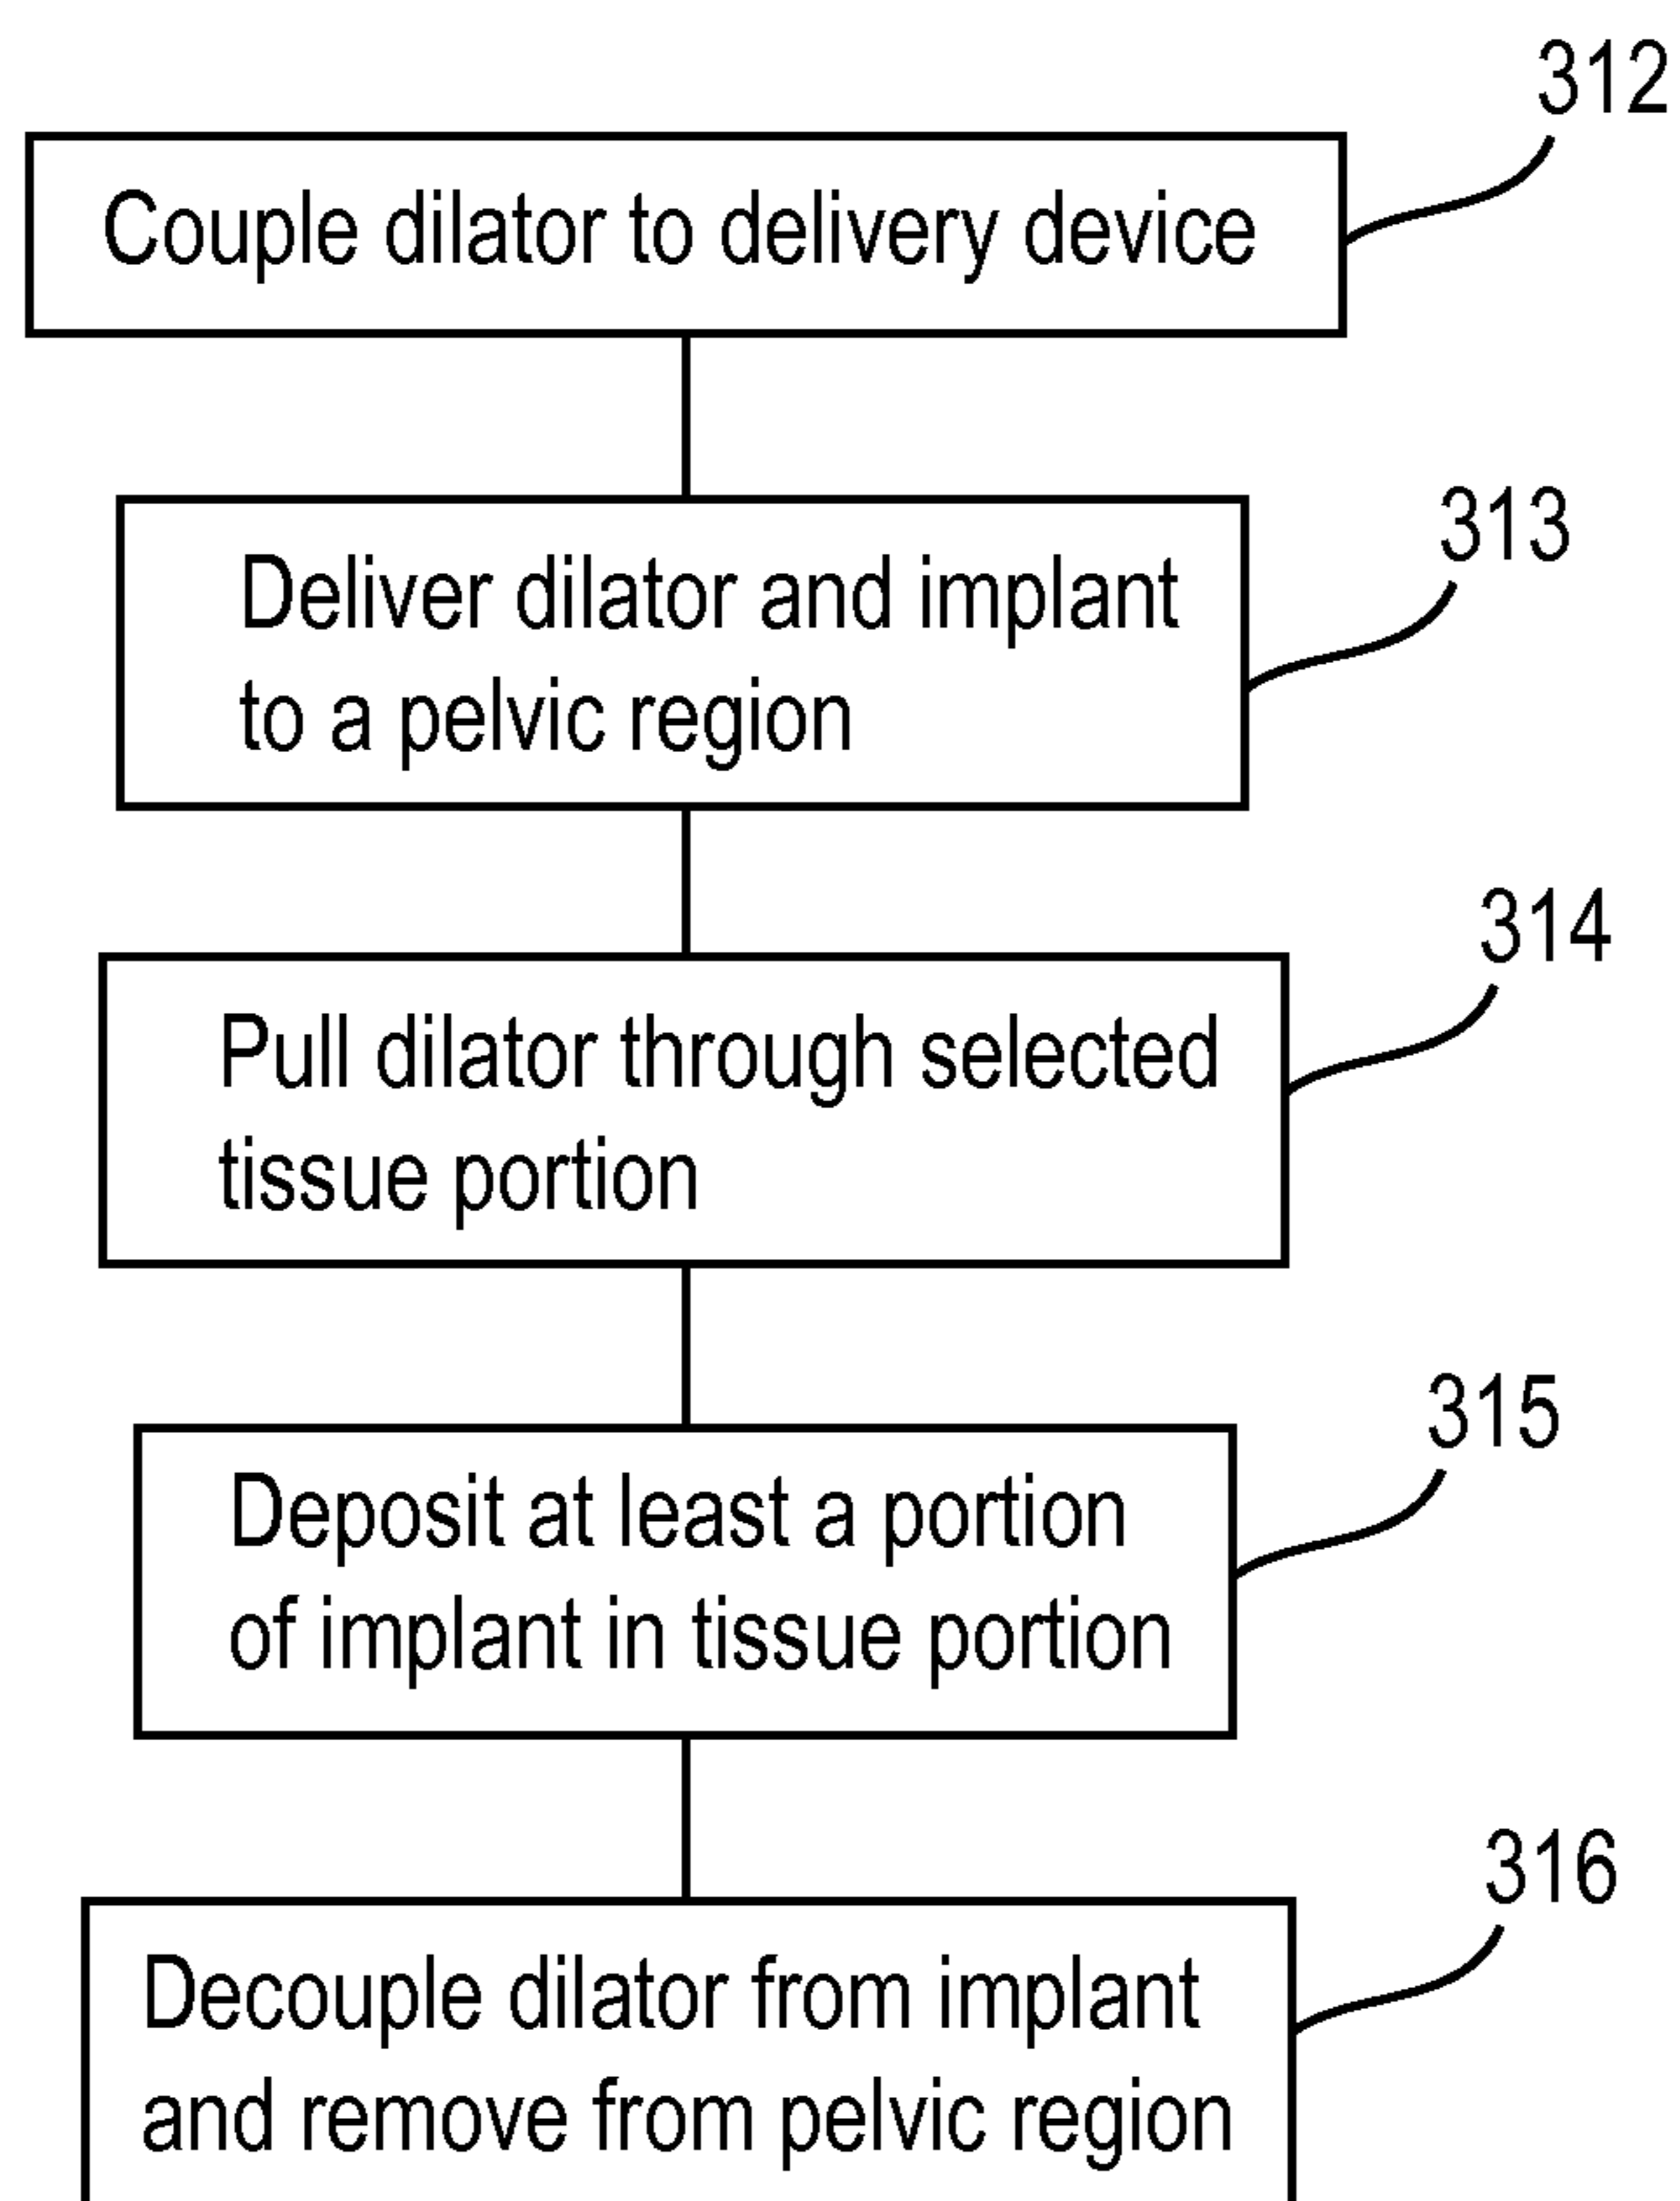 312
Couple dilator to delivery device
313
Deliver dilator and implant
to a pelvic region
314
Pull dilator through selected
tissue portion
315
Deposit at least a portion
of implant in tissue portion
316
Decouple dilator from implant
and remove from pelvic region